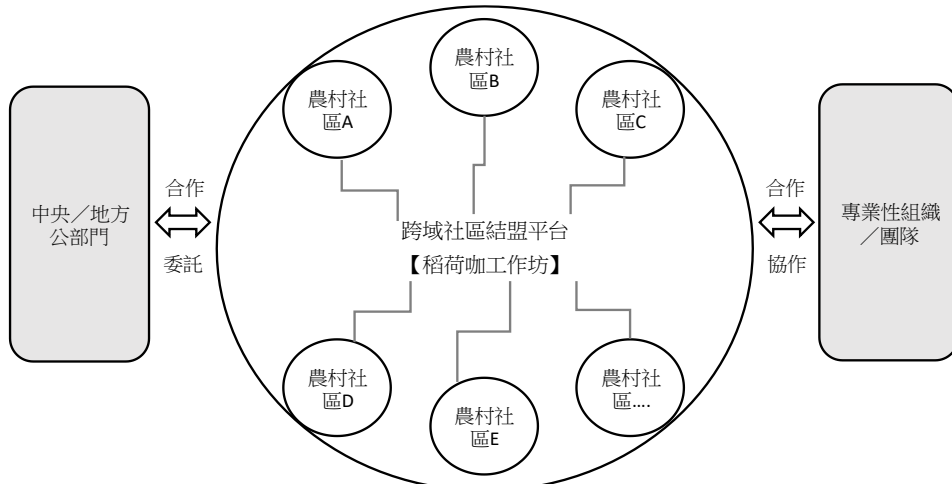 農村社
區B
農村社
區A
農村社
區C
中央／地方
公部門
合作
委託
跨域社區結盟平台
【稻荷咖工作坊】
合作
協作
專業性組織
／團隊
農村社
區D
農村社
區E
農村社
區....